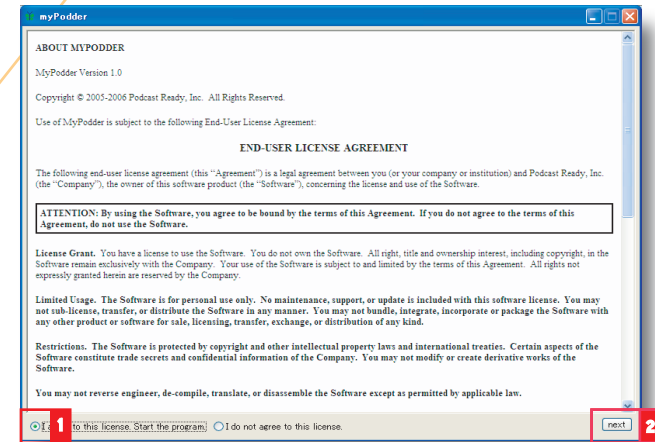 myPodder
ABOUT MYPODDER
MyPodder Version 1.0
Copyright © 2005-2006 Podcast Ready, Inc. All Rights Reserved.
Use of MyPodder is subject to the following End-User License Agreement:
END-USER LICENSE AGREEMENT
The following end-user license agreement (this “Agreement”) is a legal agreement between you (or your company or institution) and Podcast Ready, Inc.
(the “Company”), the owner of this software product (the “Software”), concerning the license and use of the Software.
ATTENTION: By using the Software, you agree to be bound by the terms of this Agreement. If you do not agree to the terms of this
Agreement, do not use the Software.
License Grant. You have a license to use the Software. You do not own the Software. All right, title and ownership interest, including copyright, in the
Software remain exclusively with the Company. Your use of the Software is subject to and limited by the terms of this Agreement. All rights not
expressly granted herein are reserved by the Company.
Limited Usage. The Software is for personal use only. No maintenance, support, or update is included with this software license. You may
not sub-license, transfer, or distribute the Software in any manner. You may not bundle, integrate, incorporate or package the Software with
any other product or software for sale, licensing, transfer, exchange, or distribution of any kind.
Restrictions. The Software is protected by copyright and other intellectual property laws and international treaties. Certain aspects of the
Software constitute trade secrets and confidential information of the Company. You may not modify or create derivative works of the
Software.
You may not reverse engineer, de-compile, translate, or disassemble the Software except as permitted by applicable law.
I 1 to this license. Start the program. I do not agree to this license. next 2